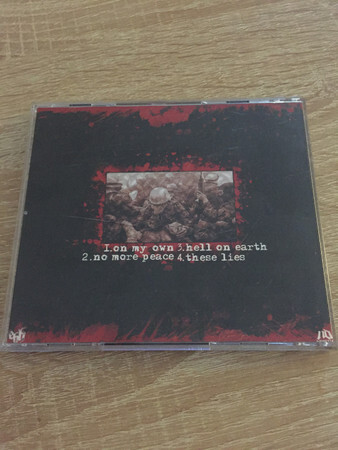 1.on my own 3.hell on earth
2.no more peace 4.these lies